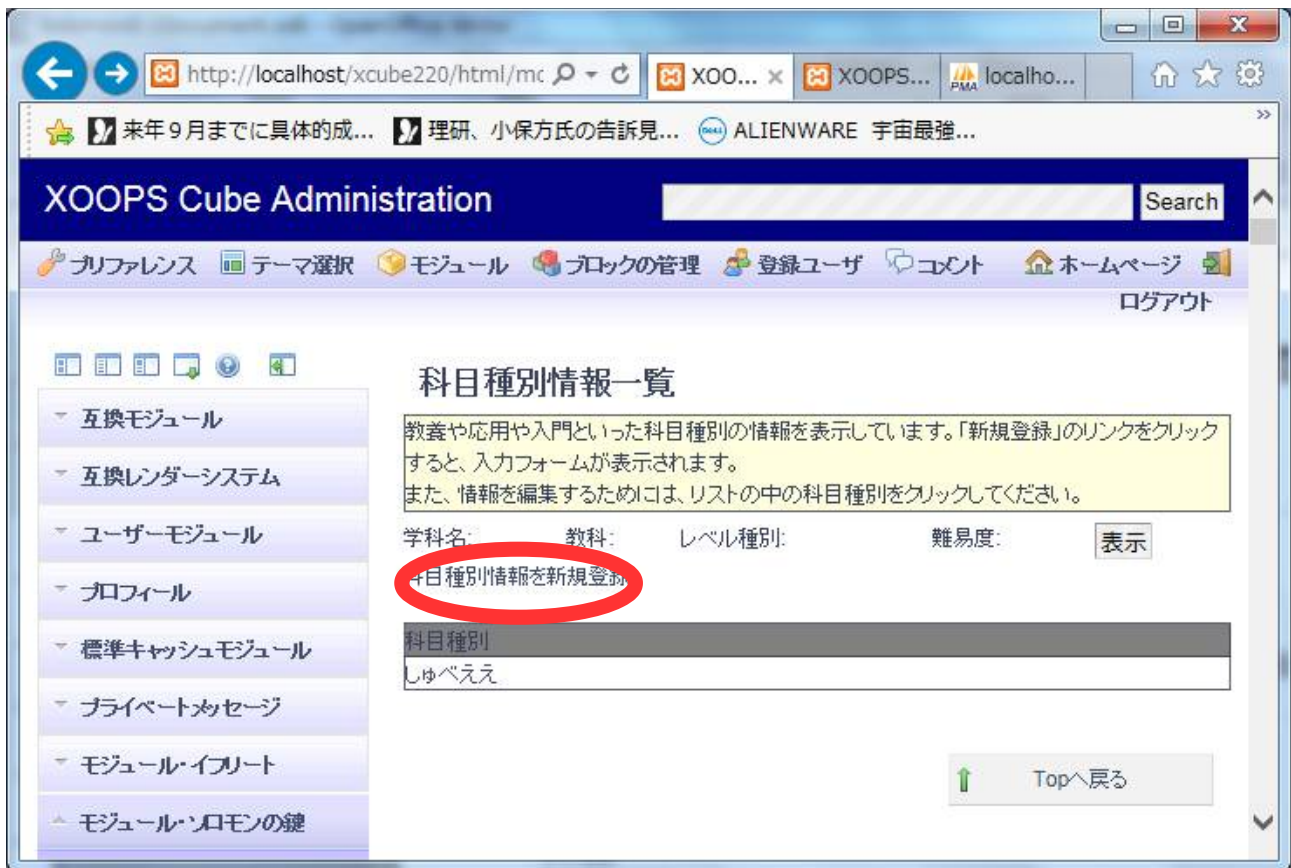 http://localhost/xcube220/html/mc
XOO...
XOOPS...
localho...
来年9月までに具体的成...
理研、小保方氏の告訴見...
ALIENWARE 宇宙最強...
XOOPS Cube Administration
Search
プリファレンス テーマ選択 モジュール ブロックの管理 登録ユーザ コメント ホームページ
ログアウト
互換モジュール
互換レンダーシステム
ユーザーモジュール
プロフィール
標準キャッシュモジュール
プライベートメッセージ
モジュール・イフリート
モジュール・ソロモンの鍵
科目種別情報一覧
教養や応用や入門といった科目種別の情報を表示しています。「新規登録」のリンクをクリック
すると、入力フォームが表示されます。
また、情報を編集するためには、リストの中の科目種別をクリックしてください。
学科名: 教科: レベル種別: 難易度: 表示
科目種別情報を新規登録
科目種別
しゅべええ
Topへ戻る